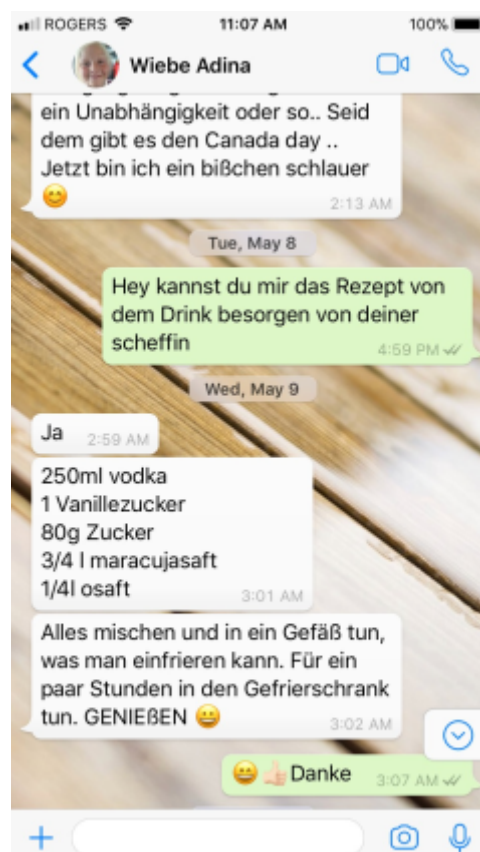 ROGERS 11:07 AM 100%
Wiebe Adina
ein Unabhängigkeit oder so.. Seid
dem gibt es den Canada day ..
Jetzt bin ich ein bißchen schlauer
😊 2:13 AM
Tue, May 8
Hey kannst du mir das Rezept von
dem Drink besorgen von deiner
scheffin
4:59 PM
Wed, May 9
Ja 2:59 AM
250ml vodka
1 Vanillezucker
80g Zucker
3/4 l maracujasaft
1/4l osaft 3:01 AM
Alles mischen und in ein Gefäß tun,
was man einfrieren kann. Für ein
paar Stunden in den Gefrierschrank
tun. GENIEßEN 😀 3:02 AM
😀👍🏻Danke 3:07 AM